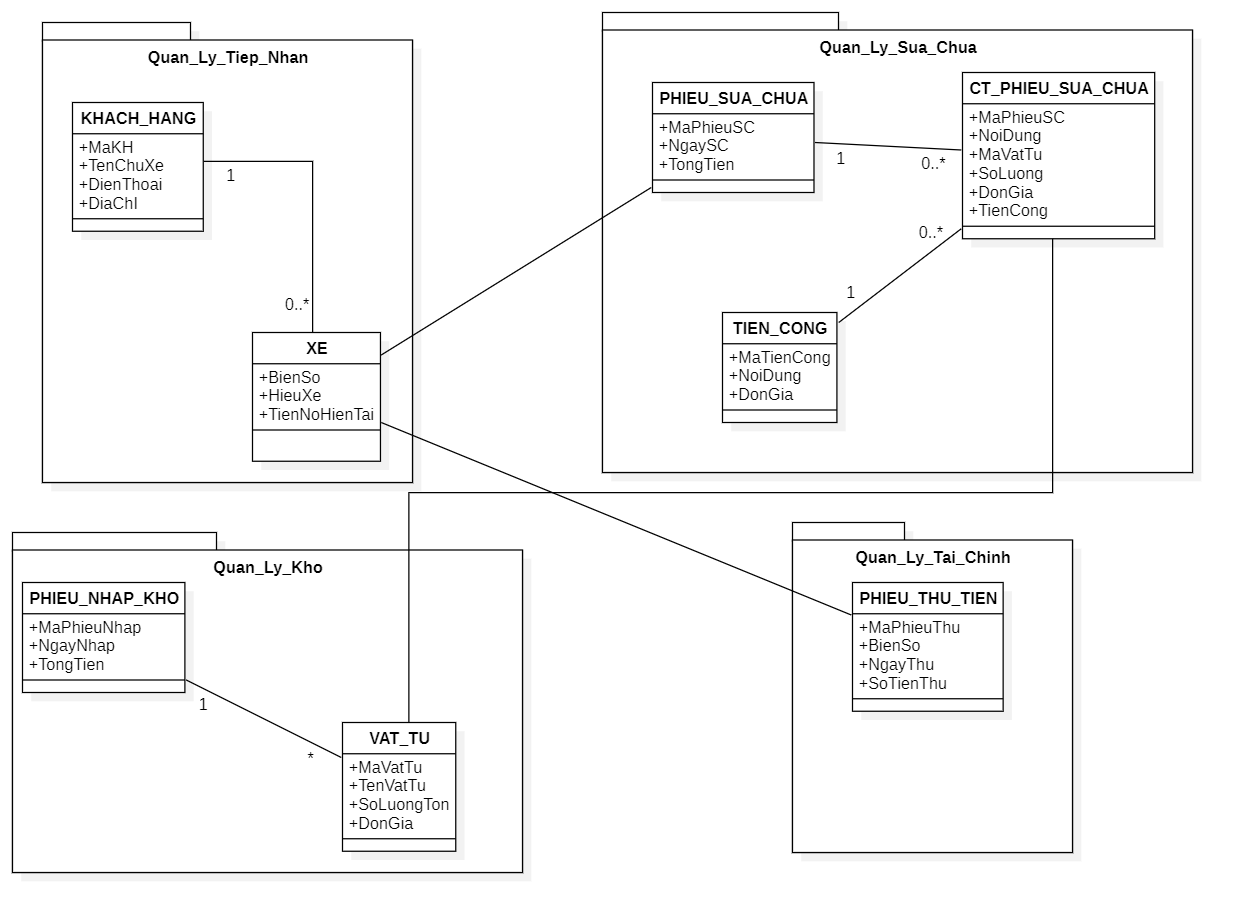 Quan_Ly_Tiep_Nhan
KHACH_HANG
+MaKH
+TenChuXe
+DienThoai
+DiaChI
1
0..*
XE
+BienSo
+HieuXe
+TienNoHienTai
Quan_Ly_Sua_Chua
PHIEU_SUA_CHUA
+MaPhieuSC
+NgaySC
+TongTien
1
0..*
CT_PHIEU_SUA_CHUA
+MaPhieuSC
+NoiDung
+MaVatTu
+SoLuong
+DonGia
+TienCong
0..*
1
TIEN_CONG
+MaTienCong
+NoiDung
+DonGia
Quan_Ly_Kho
PHIEU_NHAP_KHO
+MaPhieuNhap
+NgayNhap
+TongTien
1
*
VAT_TU
+MaVatTu
+TenVatTu
+SoLuongTon
+DonGia
Quan_Ly_Tai_Chinh
PHIEU_THU_TIEN
+MaPhieuThu
+BienSo
+NgayThu
+SoTienThu